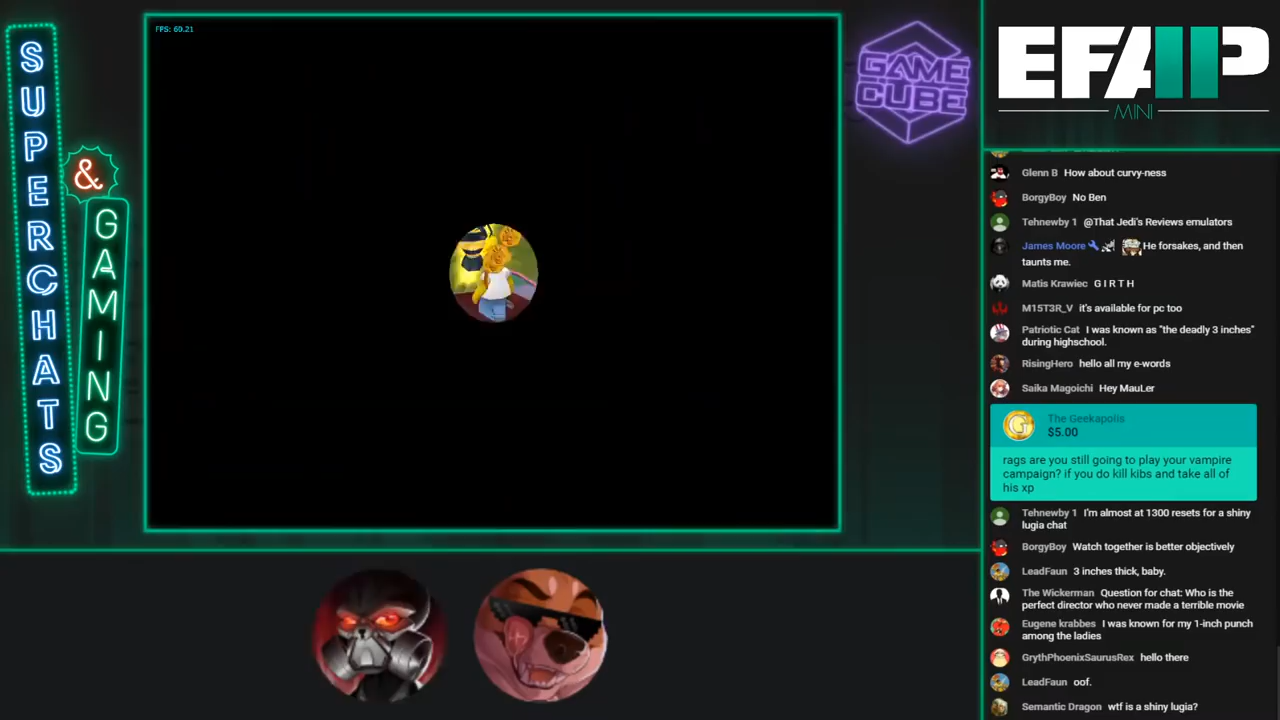 SUPERCHATS
&
GAMING
FPS: 60.21
GAME
CUBE
EFAP
MINI
Glenn B How about curvy-ness
BorgyBoy No Ben
Tehnewby 1 @That Jedi's Reviews emulators
James Moore He forsakes, and then
taunts me.
Matis Krawiec G I R T H
M15T3R_V it's available for pc too
Patriotic Cat I was known as "the deadly 3 inches"
during highschool.
RisingHero hello all my e-words
Saika Magoichi Hey MauLer
The Geekapolis
$5.00
rags are you still going to play your vampire
campaign? if you do kill kibs and take all of
his xp
Tehnewby 1 I'm almost at 1300 resets for a shiny
lugia chat
BorgyBoy Watch together is better objectively
LeadFaun 3 inches thick, baby.
The Wickerman Question for chat: Who is the
perfect director who never made a terrible movie
Eugene krabbes I was known for my 1-inch punch
among the ladies
GrythPhoenixSaurusRex hello there
LeadFaun oof.
Semantic Dragon wtf is a shiny lugia?